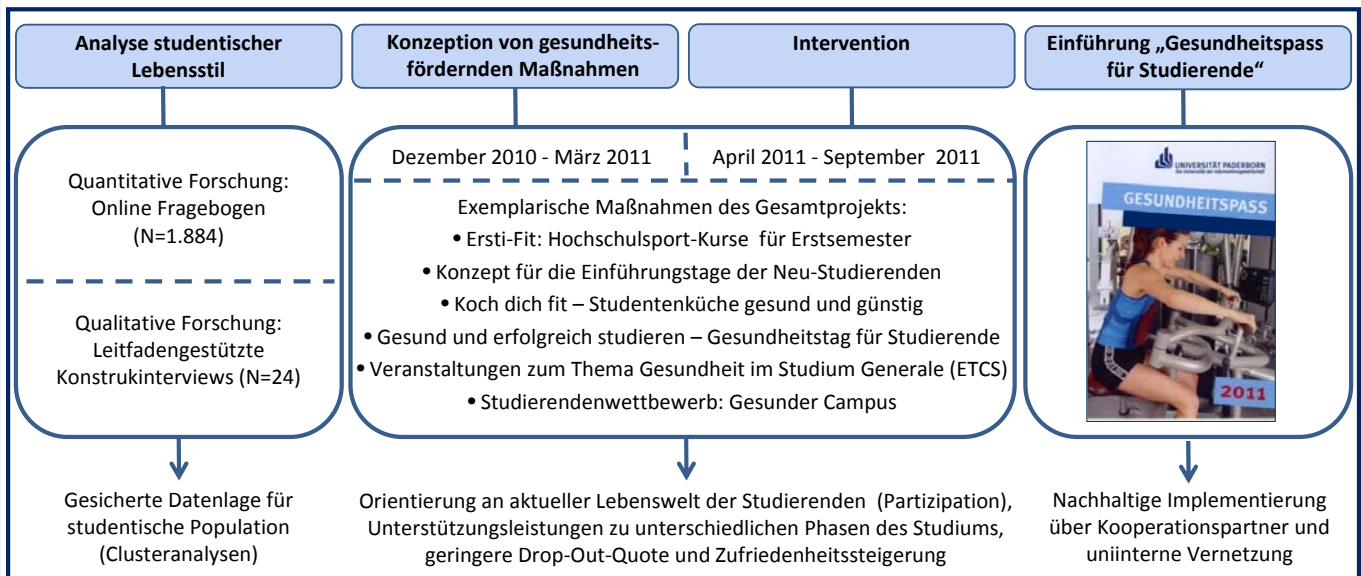 Analyse studentischer
Lebensstil
Konzeption von gesundheits-
fördernden Maßnahmen
Intervention
Einführung „Gesundheitspass
für Studierende“
Quantitative Forschung:
Online Fragebogen
(N=1.884)
Qualitative Forschung:
Leitfadengestützte
Konstrukinterviews (N=24)
Dezember 2010 - März 2011
April 2011 - September 2011
Exemplarische Maßnahmen des Gesamtprojekts:
• Ersti-Fit: Hochschulsport-Kurse für Erstsemester
• Konzept für die Einführungstage der Neu-Studierenden
• Koch dich fit – Studentenküche gesund und günstig
• Gesund und erfolgreich studieren – Gesundheitstag für Studierende
• Veranstaltungen zum Thema Gesundheit im Studium Generale (ETCS)
• Studierendenwettbewerb: Gesunder Campus
UNIVERSITÄT PADERBORN
Die Universität der Informationsgesellschaft
GESUNDHEITSPASS
2011
Gesicherte Datenlage für
studentische Population
(Clusteranalysen)
Orientierung an aktueller Lebenswelt der Studierenden (Partizipation),
Unterstützungsleistungen zu unterschiedlichen Phasen des Studiums,
geringere Drop-Out-Quote und Zufriedenheitssteigerung
Nachhaltige Implementierung
über Kooperationspartner und
uniinterne Vernetzung